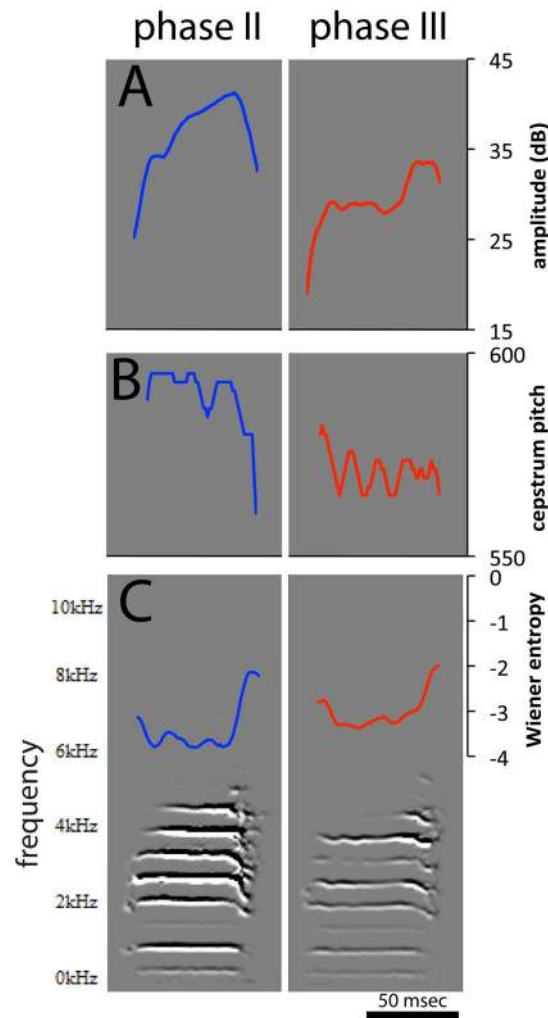 phase II phase III
A
45
35
25
15
amplitude (dB)
B
600
550
cepstrum pitch
C
0
-1
-2
-3
-4
Wiener entropy
10kHz
8kHz
6kHz
4kHz
2kHz
0kHz
frequency
50 msec